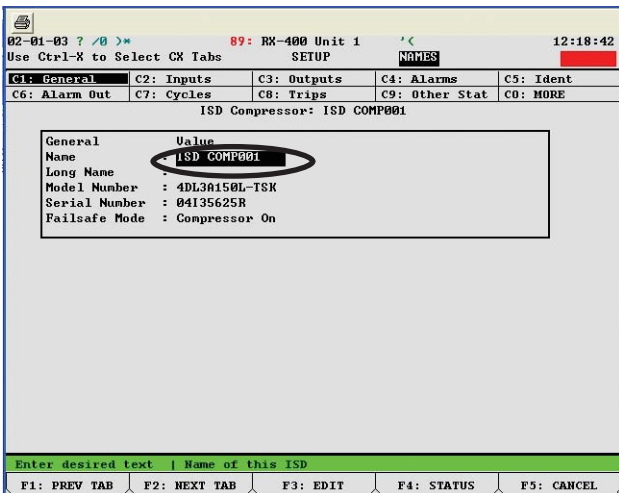 02-01-03 ? /0 )* 89: RX-400 Unit 1 '< 12:18:42
Use Ctrl-X to Select CX Tabs SETUP NAMES
C1: General C2: Inputs C3: Outputs C4: Alarms C5: Ident
C6: Alarm Out C7: Cycles C8: Trips C9: Other Stat C0: MORE
ISD Compressor: ISD COMP001
General Value
Name : ISD COMP001
Long Name :
Model Number : 4DL3A150L-TSK
Serial Number : 04I35625R
Failsafe Mode : Compressor On
Enter desired text | Name of this ISD
F1: PREV TAB F2: NEXT TAB F3: EDIT F4: STATUS F5: CANCEL